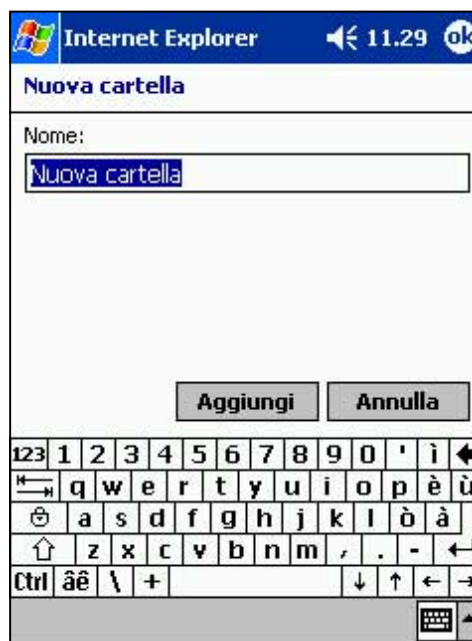 Internet Explorer 11.29 ok
Nuova cartella
Nome:
Nuova cartella
Aggiungi Annulla
123 1 2 3 4 5 6 7 8 9 0 ' ì
q w e r t y u i o p è ù
a s d f g h j k l ò à
z x c v b n m , . -
Ctrl âê \ + ↓ ↑ ← →